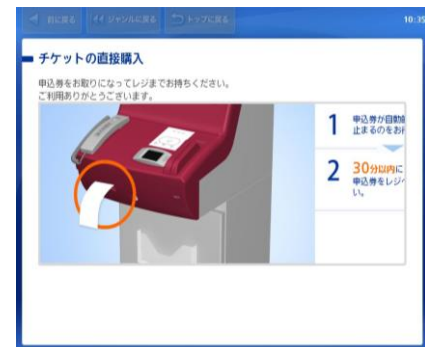 前に戻る
ジャンルに戻る
トップに戻る
10:35
チケットの直接購入
申込券をお取りになってレジまでお持ちください。
ご利用ありがとうございます。
1
申込券が自動
止まるのをお
2
30分以内に
申込券をレジ
い。